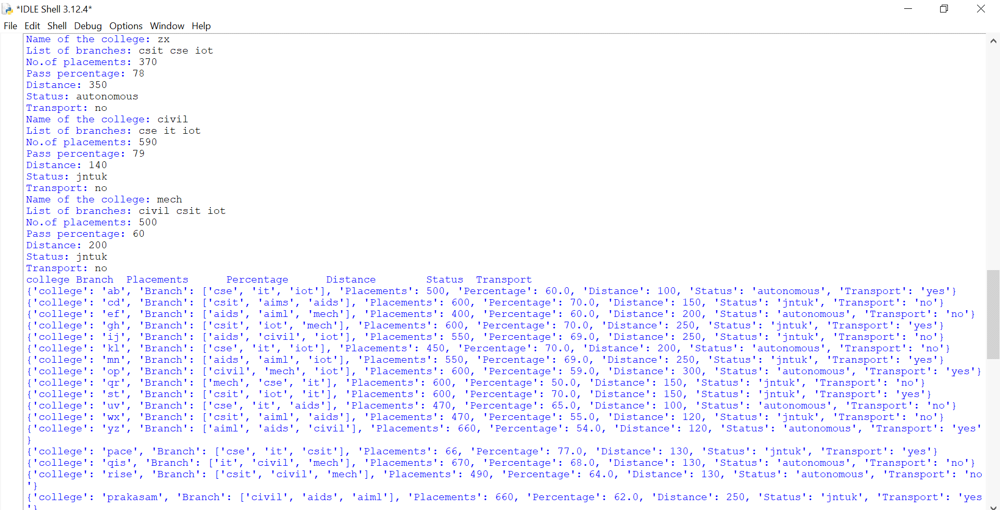 *IDLE Shell 3.12.4*
File Edit Shell Debug Options Window Help
Name of the college: zx
List of branches: csit cse iot
No.of placements: 370
Pass percentage: 78
Distance: 350
Status: autonomous
Transport: no
Name of the college: civil
List of branches: cse it iot
No.of placements: 590
Pass percentage: 79
Distance: 140
Status: jntuk
Transport: no
Name of the college: mech
List of branches: civil csit iot
No.of placements: 500
Pass percentage: 60
Distance: 200
Status: jntuk
Transport: no
college Branch  Placements      Percentage      Distance        Status  Transport
{'college': 'ab', 'Branch': ['cse', 'it', 'iot'], 'Placements': 500, 'Percentage': 60.0, 'Distance': 100, 'Status': 'autonomous', 'Transport': 'yes'}
{'college': 'cd', 'Branch': ['csit', 'aims', 'aids'], 'Placements': 600, 'Percentage': 70.0, 'Distance': 150, 'Status': 'jntuk', 'Transport': 'no'}
{'college': 'ef', 'Branch': ['aids', 'aiml', 'mech'], 'Placements': 400, 'Percentage': 60.0, 'Distance': 200, 'Status': 'autonomous', 'Transport': 'no'}
{'college': 'gh', 'Branch': ['csit', 'iot', 'mech'], 'Placements': 600, 'Percentage': 70.0, 'Distance': 250, 'Status': 'jntuk', 'Transport': 'yes'}
{'college': 'ij', 'Branch': ['aids', 'civil', 'iot'], 'Placements': 550, 'Percentage': 69.0, 'Distance': 250, 'Status': 'jntuk', 'Transport': 'no'}
{'college': 'kl', 'Branch': ['cse', 'it', 'iot'], 'Placements': 450, 'Percentage': 70.0, 'Distance': 200, 'Status': 'autonomous', 'Transport': 'no'}
{'college': 'mn', 'Branch': ['aids', 'aiml', 'iot'], 'Placements': 550, 'Percentage': 69.0, 'Distance': 250, 'Status': 'jntuk', 'Transport': 'yes'}
{'college': 'op', 'Branch': ['civil', 'mech', 'iot'], 'Placements': 600, 'Percentage': 59.0, 'Distance': 300, 'Status': 'autonomous', 'Transport': 'yes'}
{'college': 'qr', 'Branch': ['mech', 'cse', 'it'], 'Placements': 600, 'Percentage': 50.0, 'Distance': 150, 'Status': 'jntuk', 'Transport': 'no'}
{'college': 'st', 'Branch': ['csit', 'iot', 'it'], 'Placements': 600, 'Percentage': 70.0, 'Distance': 150, 'Status': 'jntuk', 'Transport': 'yes'}
{'college': 'uv', 'Branch': ['cse', 'it', 'aids'], 'Placements': 470, 'Percentage': 65.0, 'Distance': 100, 'Status': 'autonomous', 'Transport': 'no'}
{'college': 'wx', 'Branch': ['csit', 'aiml', 'aids'], 'Placements': 470, 'Percentage': 55.0, 'Distance': 120, 'Status': 'jntuk', 'Transport': 'no'}
{'college': 'yz', 'Branch': ['aiml', 'aids', 'civil'], 'Placements': 660, 'Percentage': 54.0, 'Distance': 120, 'Status': 'autonomous', 'Transport': 'yes'
}
{'college': 'pace', 'Branch': ['cse', 'it', 'csit'], 'Placements': 66, 'Percentage': 77.0, 'Distance': 130, 'Status': 'jntuk', 'Transport': 'yes'}
{'college': 'qis', 'Branch': ['it', 'civil', 'mech'], 'Placements': 670, 'Percentage': 68.0, 'Distance': 130, 'Status': 'autonomous', 'Transport': 'no'}
{'college': 'rise', 'Branch': ['csit', 'civil', 'mech'], 'Placements': 490, 'Percentage': 64.0, 'Distance': 130, 'Status': 'autonomous', 'Transport': 'no
'}
{'college': 'prakasam', 'Branch': ['civil', 'aids', 'aiml'], 'Placements': 660, 'Percentage': 62.0, 'Distance': 250, 'Status': 'jntuk', 'Transport': 'yes
'}